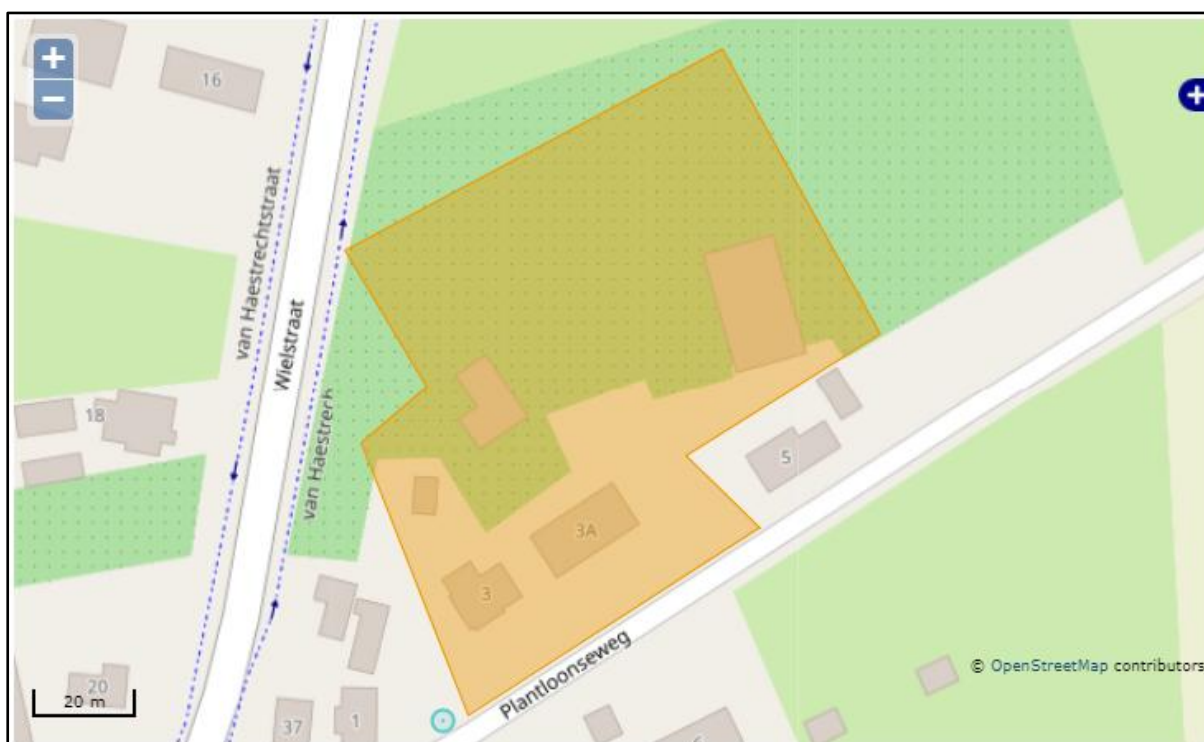 +
−
16
+
van Haestrechtstraat
Wielstraat
18
van Haestrech
5
3A
3
Plantloonseweg
© OpenStreetMap contributors
20
20 m
37
1